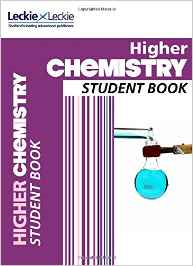 Leckie×Leckie
Scotland's leading educational publishers
Higher
CHEMISTRY
STUDENT BOOK
HIGHER CHEMISTRY
STUDENT BOOK